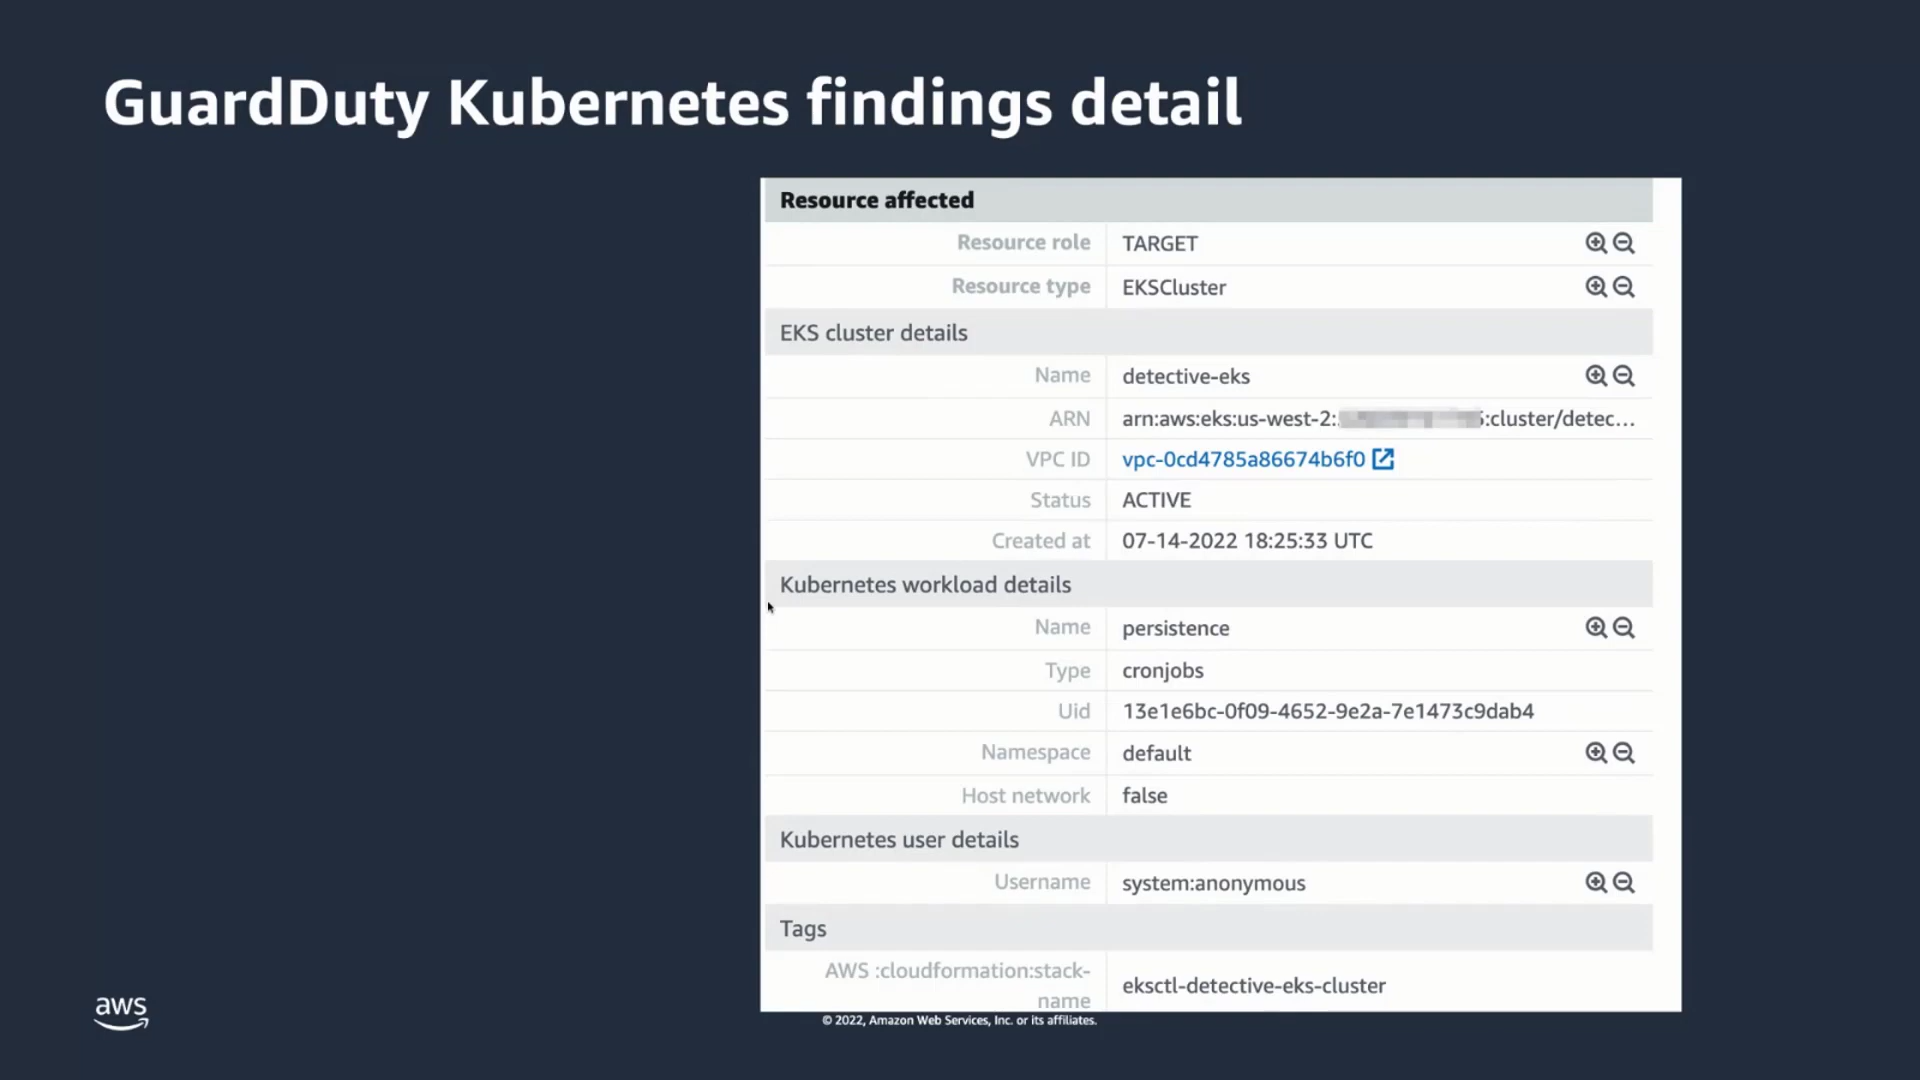 GuardDuty Kubernetes findings detail
Resource affected
Resource role TARGET
Resource type EKSCluster
EKS cluster details
Name detective-eks
ARN arn:aws:eks:us-west-2: :cluster/detec...
VPC ID vpc-0cd4785a86674b6f0
Status ACTIVE
Created at 07-14-2022 18:25:33 UTC
Kubernetes workload details
Name persistence
Type cronjobs
Uid 13e1e6bc-0f09-4652-9e2a-7e1473c9dab4
Namespace default
Host network false
Kubernetes user details
Username system:anonymous
Tags
AWS :cloudformation:stack-
name eksctl-detective-eks-cluster
aws
© 2022, Amazon Web Services, Inc. or its affiliates.